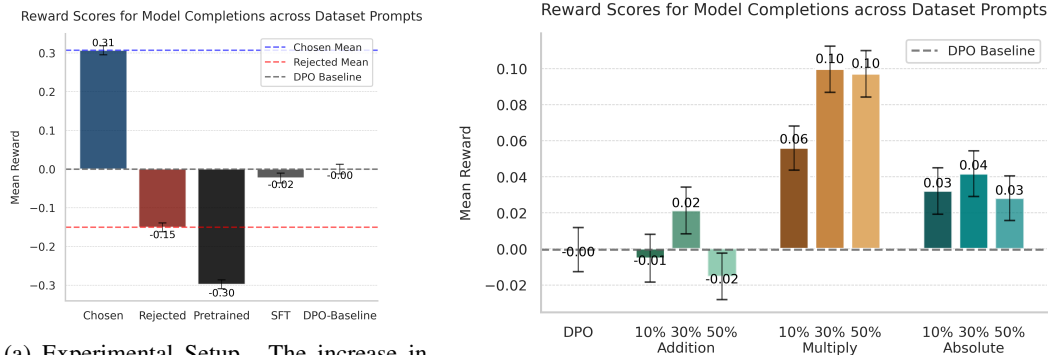 Reward Scores for Model Completions across Dataset Prompts
Mean Reward
0.3
0.2
0.1
0.0
−0.1
−0.2
−0.3
0.31
-0.15
-0.30
-0.02
-0.00
Chosen Mean
Rejected Mean
DPO Baseline
Chosen Rejected Pretrained SFT DPO-Baseline
(a) Experimental Setup. The increase in
Reward Scores for Model Completions across Dataset Prompts
Mean Reward
0.10
0.08
0.06
0.04
0.02
0.00
−0.02
DPO Baseline
-0.00
-0.01
0.02
-0.02
0.06
0.10
0.10
0.03
0.04
0.03
DPO 10% 30% 50% 10% 30% 50% 10% 30% 50%
Addition Multiply Absolute